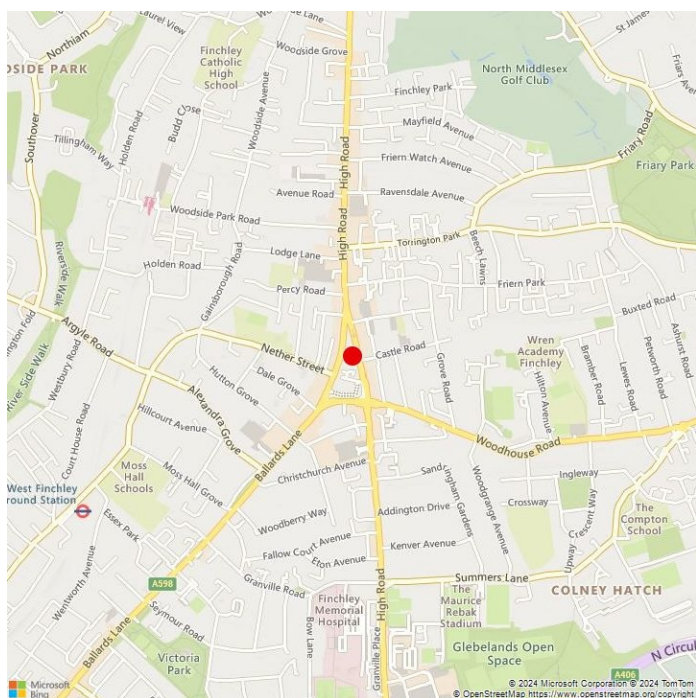 Laurel View
Northiam
Woodside Grove
Finchley
Catholic
High
School
North Middlesex
Golf Club
St James
Friars Avenue
Southover
Tillingham Way
Holden Road
Budd Close
Woodside Avenue
High Road
Finchley Park
Mayfield Avenue
Friary Road
Friern Watch Avenue
Friary Park
Avenue Road
Ravensdale Avenue
Woodside Park Road
High Road
Torrington Park
Beech Lawns
Lodge Lane
Holden Road
Gainsborough Road
Riverside Walk
Friern Park
Percy Road
Buxted Road
Argyle Road
Westbury Road
River Side Walk
Nether Street
Castle Road
Grove Road
Wren
Academy
Finchley
Bramber Road
Lewes Road
Petworth Road
Ashurst Road
Hutton Grove
Dale Grove
Hilton Avenue
Alexandra Grove
Hillcourt Avenue
Court House Road
Ballards Lane
Woodhouse Road
Moss
Hall
Schools
Moss Hall Grove
Christchurch Avenue
Sandringham Gardens
Woodgrange Avenue
Ingleway
West Finchley
Crossway
Crescent Way
The
Compton
School
Essex Park
Woodberry Way
Addington Drive
Fallow Court Avenue
Kenver Avenue
Eton Avenue
Upway
Wentworth Avenue
A598
Granville Road
High Road
Summers Lane
COLNEY HATCH
Finchley
Memorial
Hospital
The
Maurice
Rebak
Stadium
Seymour Road
Bow Lane
Granville Place
Ballards Lane
Victoria
Park
Glebelands Open
Space
A406
Microsoft
Bing
© 2024 Microsoft Corporation © 2024 TomTom
© OpenStreetMap https://www.openstreetmap.org/copyright